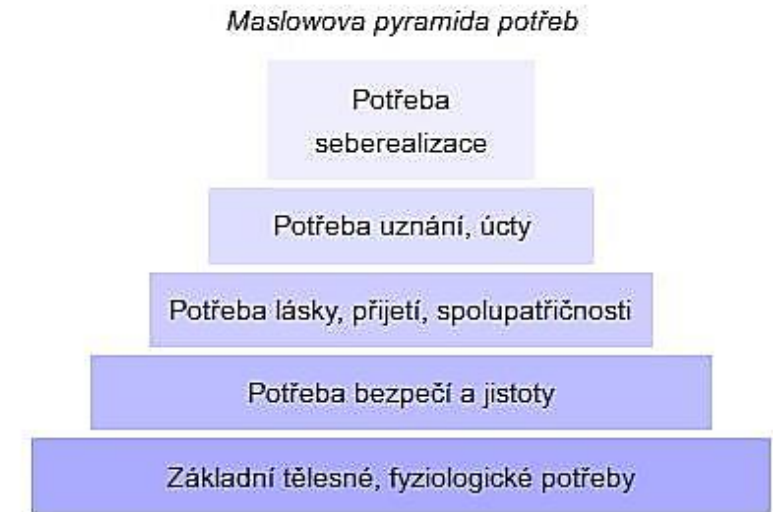 Maslowova pyramida potřeb
Potřeba
seberealizace
Potřeba uznání, úcty
Potřeba lásky, přijetí, spolupatřičnosti
Potřeba bezpečí a jistoty
Základní tělesné, fyziologické potřeby